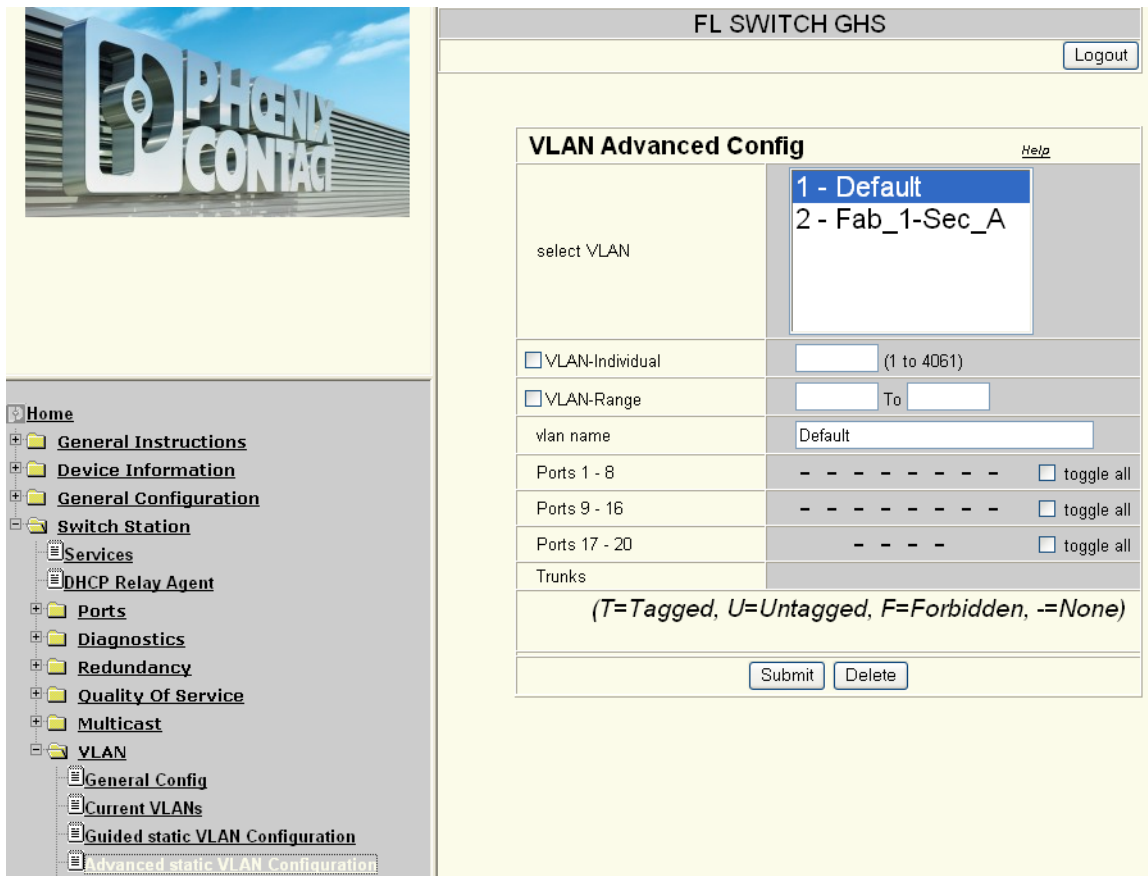 PHŒNIX
CONTACT
Home
General Instructions
Device Information
General Configuration
Switch Station
Services
DHCP Relay Agent
Ports
Diagnostics
Redundancy
Quality Of Service
Multicast
VLAN
General Config
Current VLANs
Guided static VLAN Configuration
Advanced static VLAN Configuration
FL SWITCH GHS
Logout
VLAN Advanced Config Help
select VLAN
1 - Default
2 - Fab_1-Sec_A
VLAN-Individual (1 to 4061)
VLAN-Range To
vlan name Default
Ports 1 - 8 - - - - - - - - toggle all
Ports 9 - 16 - - - - - - - - toggle all
Ports 17 - 20 - - - - toggle all
Trunks
(T=Tagged, U=Untagged, F=Forbidden, -=None)
Submit Delete